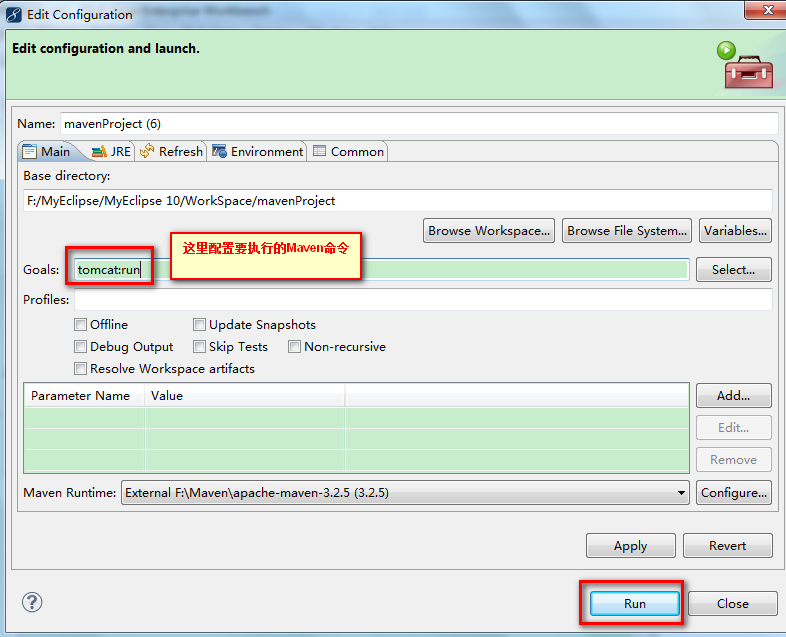 Edit Configuration
Edit configuration and launch.
Name: mavenProject (6)
Main JRE Refresh Environment Common
Base directory:
F:/MyEclipse/MyEclipse 10/WorkSpace/mavenProject
Browse Workspace... Browse File System... Variables...
这里配置要执行的Maven命令
Goals: tomcat:run Select...
Profiles:
Offline Update Snapshots
Debug Output Skip Tests Non-recursive
Resolve Workspace artifacts
Parameter Name Value Add...
Edit...
Remove
Maven Runtime: External F:\Maven\apache-maven-3.2.5 (3.2.5) Configure...
Apply Revert
? Run Close